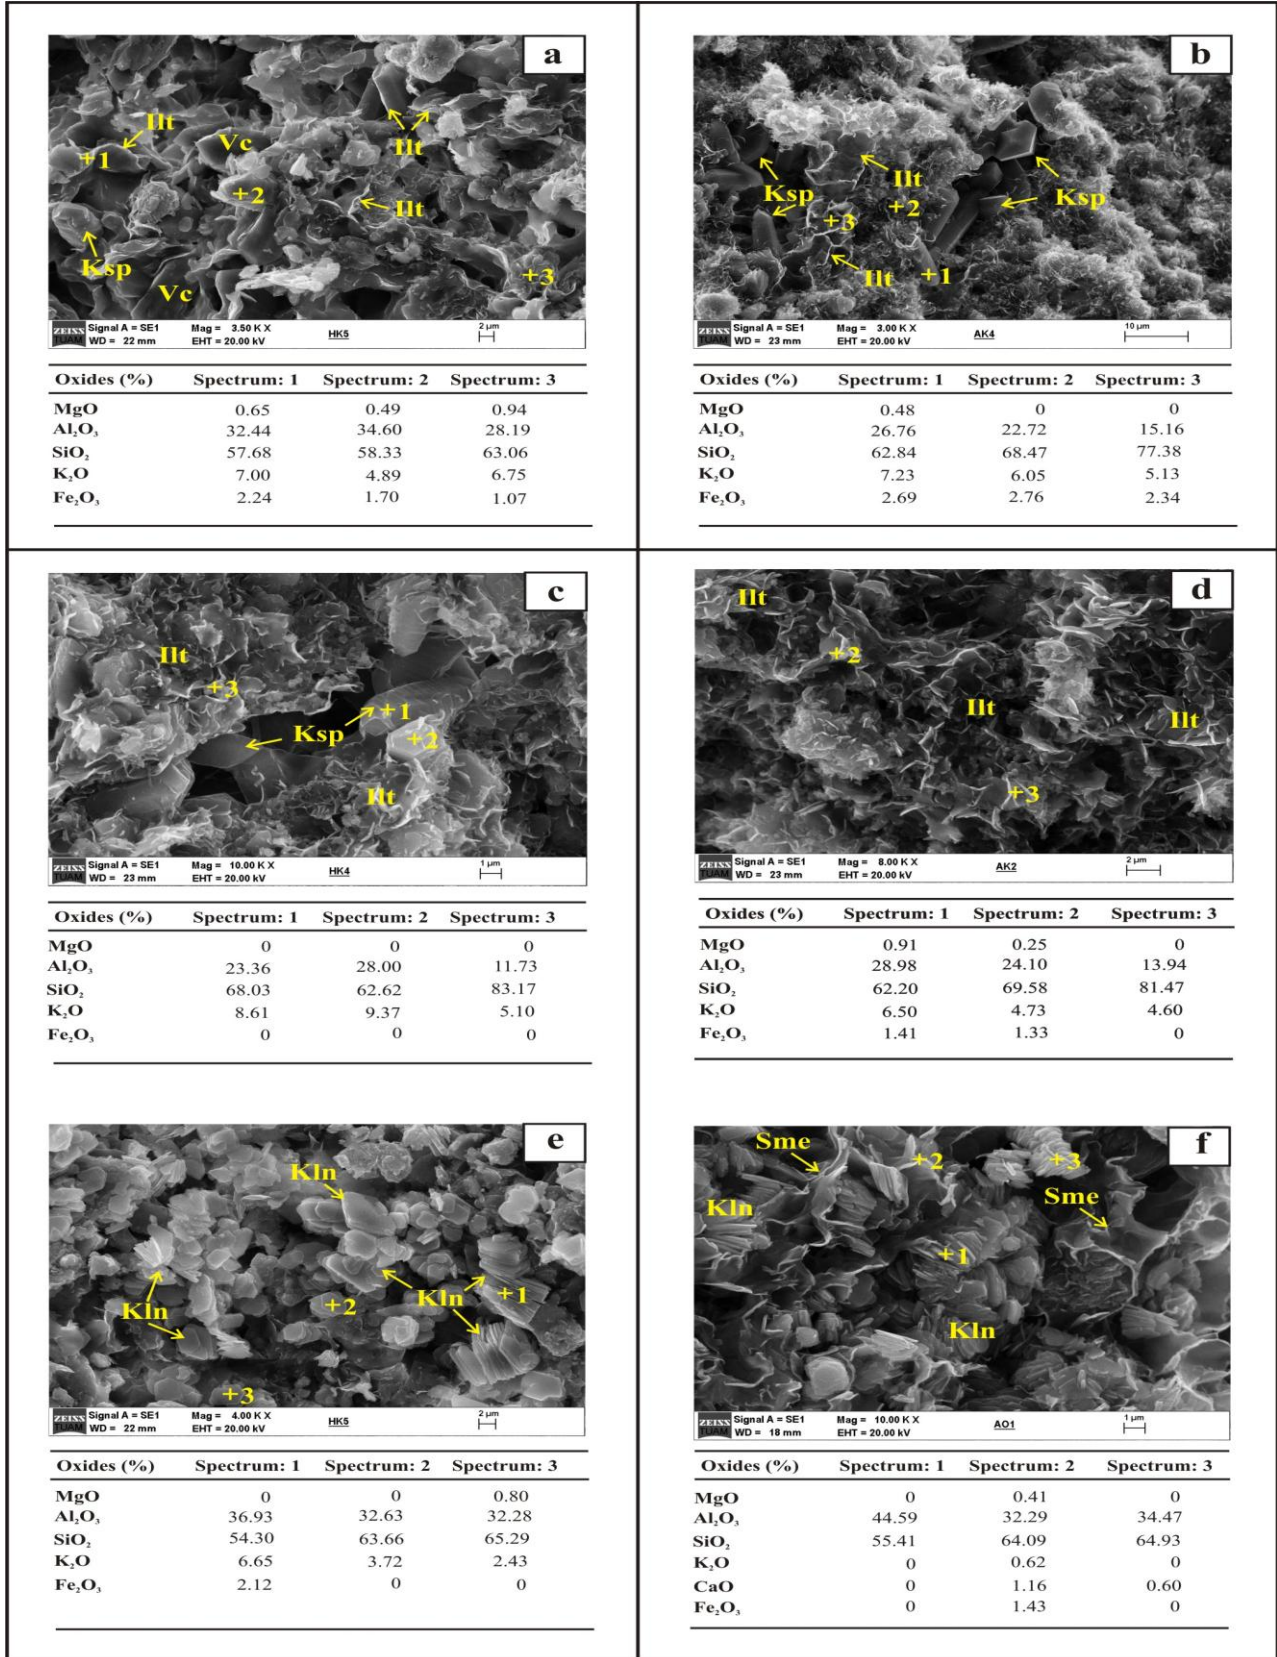 a
Ilt
+1
Vc
Ilt
+2
Ilt
Ksp
+3
Vc
ZEISS
TUAM
Signal A = SE1 Mag = 3.50 K X 2 µm
WD = 22 mm EHT = 20.00 kV HK5
Oxides (%) Spectrum: 1 Spectrum: 2 Spectrum: 3
MgO 0.65 0.49 0.94
Al₂O₃ 32.44 34.60 28.19
SiO₂ 57.68 58.33 63.06
K₂O 7.00 4.89 6.75
Fe₂O₃ 2.24 1.70 1.07
b
Ilt
Ksp
+2
Ksp
+3
Ilt
+1
ZEISS
TUAM
Signal A = SE1 Mag = 3.00 K X 10 µm
WD = 23 mm EHT = 20.00 kV AK4
Oxides (%) Spectrum: 1 Spectrum: 2 Spectrum: 3
MgO 0.48 0 0
Al₂O₃ 26.76 22.72 15.16
SiO₂ 62.84 68.47 77.38
K₂O 7.23 6.05 5.13
Fe₂O₃ 2.69 2.76 2.34
c
Ilt
+3
+1
Ksp
+2
Ilt
ZEISS
TUAM
Signal A = SE1 Mag = 10.00 K X 1 µm
WD = 23 mm EHT = 20.00 kV HK4
Oxides (%) Spectrum: 1 Spectrum: 2 Spectrum: 3
MgO 0 0 0
Al₂O₃ 23.36 28.00 11.73
SiO₂ 68.03 62.62 83.17
K₂O 8.61 9.37 5.10
Fe₂O₃ 0 0 0
d
Ilt
+2
Ilt
Ilt
+3
ZEISS
TUAM
Signal A = SE1 Mag = 8.00 K X 2 µm
WD = 23 mm EHT = 20.00 kV AK2
Oxides (%) Spectrum: 1 Spectrum: 2 Spectrum: 3
MgO 0.91 0.25 0
Al₂O₃ 28.98 24.10 13.94
SiO₂ 62.20 69.58 81.47
K₂O 6.50 4.73 4.60
Fe₂O₃ 1.41 1.33 0
e
Kln
Kln
+2
Kln
+1
+3
ZEISS
TUAM
Signal A = SE1 Mag = 4.00 K X 2 µm
WD = 22 mm EHT = 20.00 kV HK5
Oxides (%) Spectrum: 1 Spectrum: 2 Spectrum: 3
MgO 0 0 0.80
Al₂O₃ 36.93 32.63 32.28
SiO₂ 54.30 63.66 65.29
K₂O 6.65 3.72 2.43
Fe₂O₃ 2.12 0 0
f
Sme
+2
+3
Sme
Kln
+1
Kln
ZEISS
TUAM
Signal A = SE1 Mag = 10.00 K X 1 µm
WD = 18 mm EHT = 20.00 kV AO1
Oxides (%) Spectrum: 1 Spectrum: 2 Spectrum: 3
MgO 0 0.41 0
Al₂O₃ 44.59 32.29 34.47
SiO₂ 55.41 64.09 64.93
K₂O 0 0.62 0
CaO 0 1.16 0.60
Fe₂O₃ 0 1.43 0